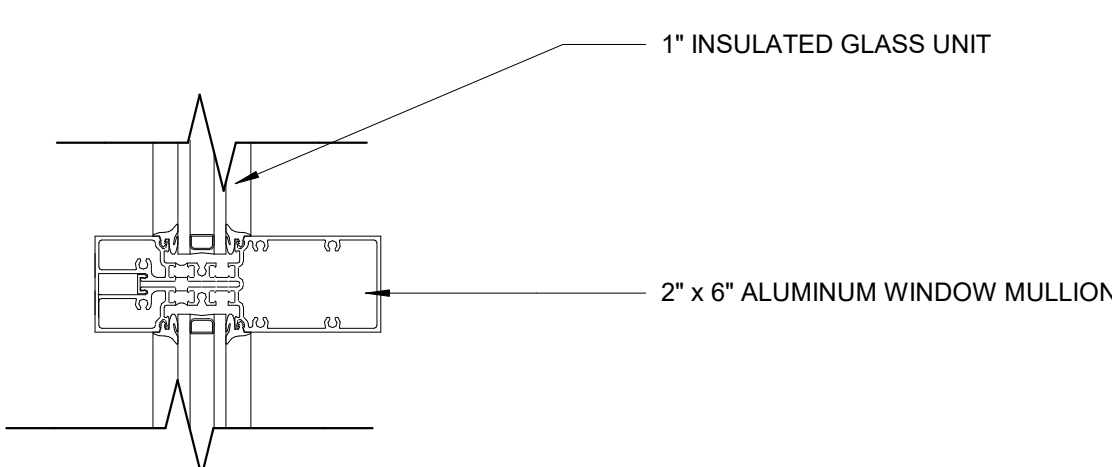 1" INSULATED GLASS UNIT
2" x 6" ALUMINUM WINDOW MULLION